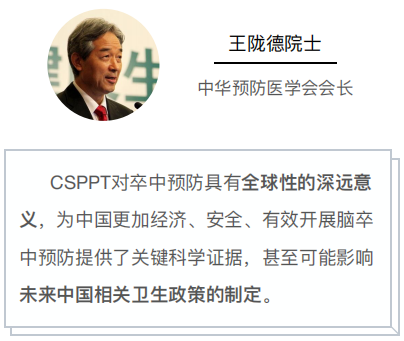 王陇德院士
中华预防医学会会长
CSPPT对卒中预防具有全球性的深远意
义，为中国更加经济、安全、有效开展脑卒
中预防提供了关键科学证据，甚至可能影响
未来中国相关卫生政策的制定。